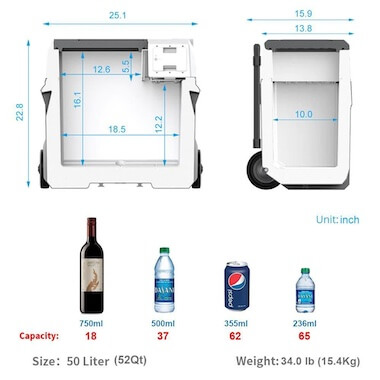 25.1
15.9
13.8
12.6
5.5
22.8
16.1
12.2
18.5
10.0
Unit: inch
DASANI
pepsi
750ml 500ml 355ml 236ml
Capacity: 18 37 62 65
Size: 50 Liter (52Qt) Weight: 34.0 lb (15.4Kg)